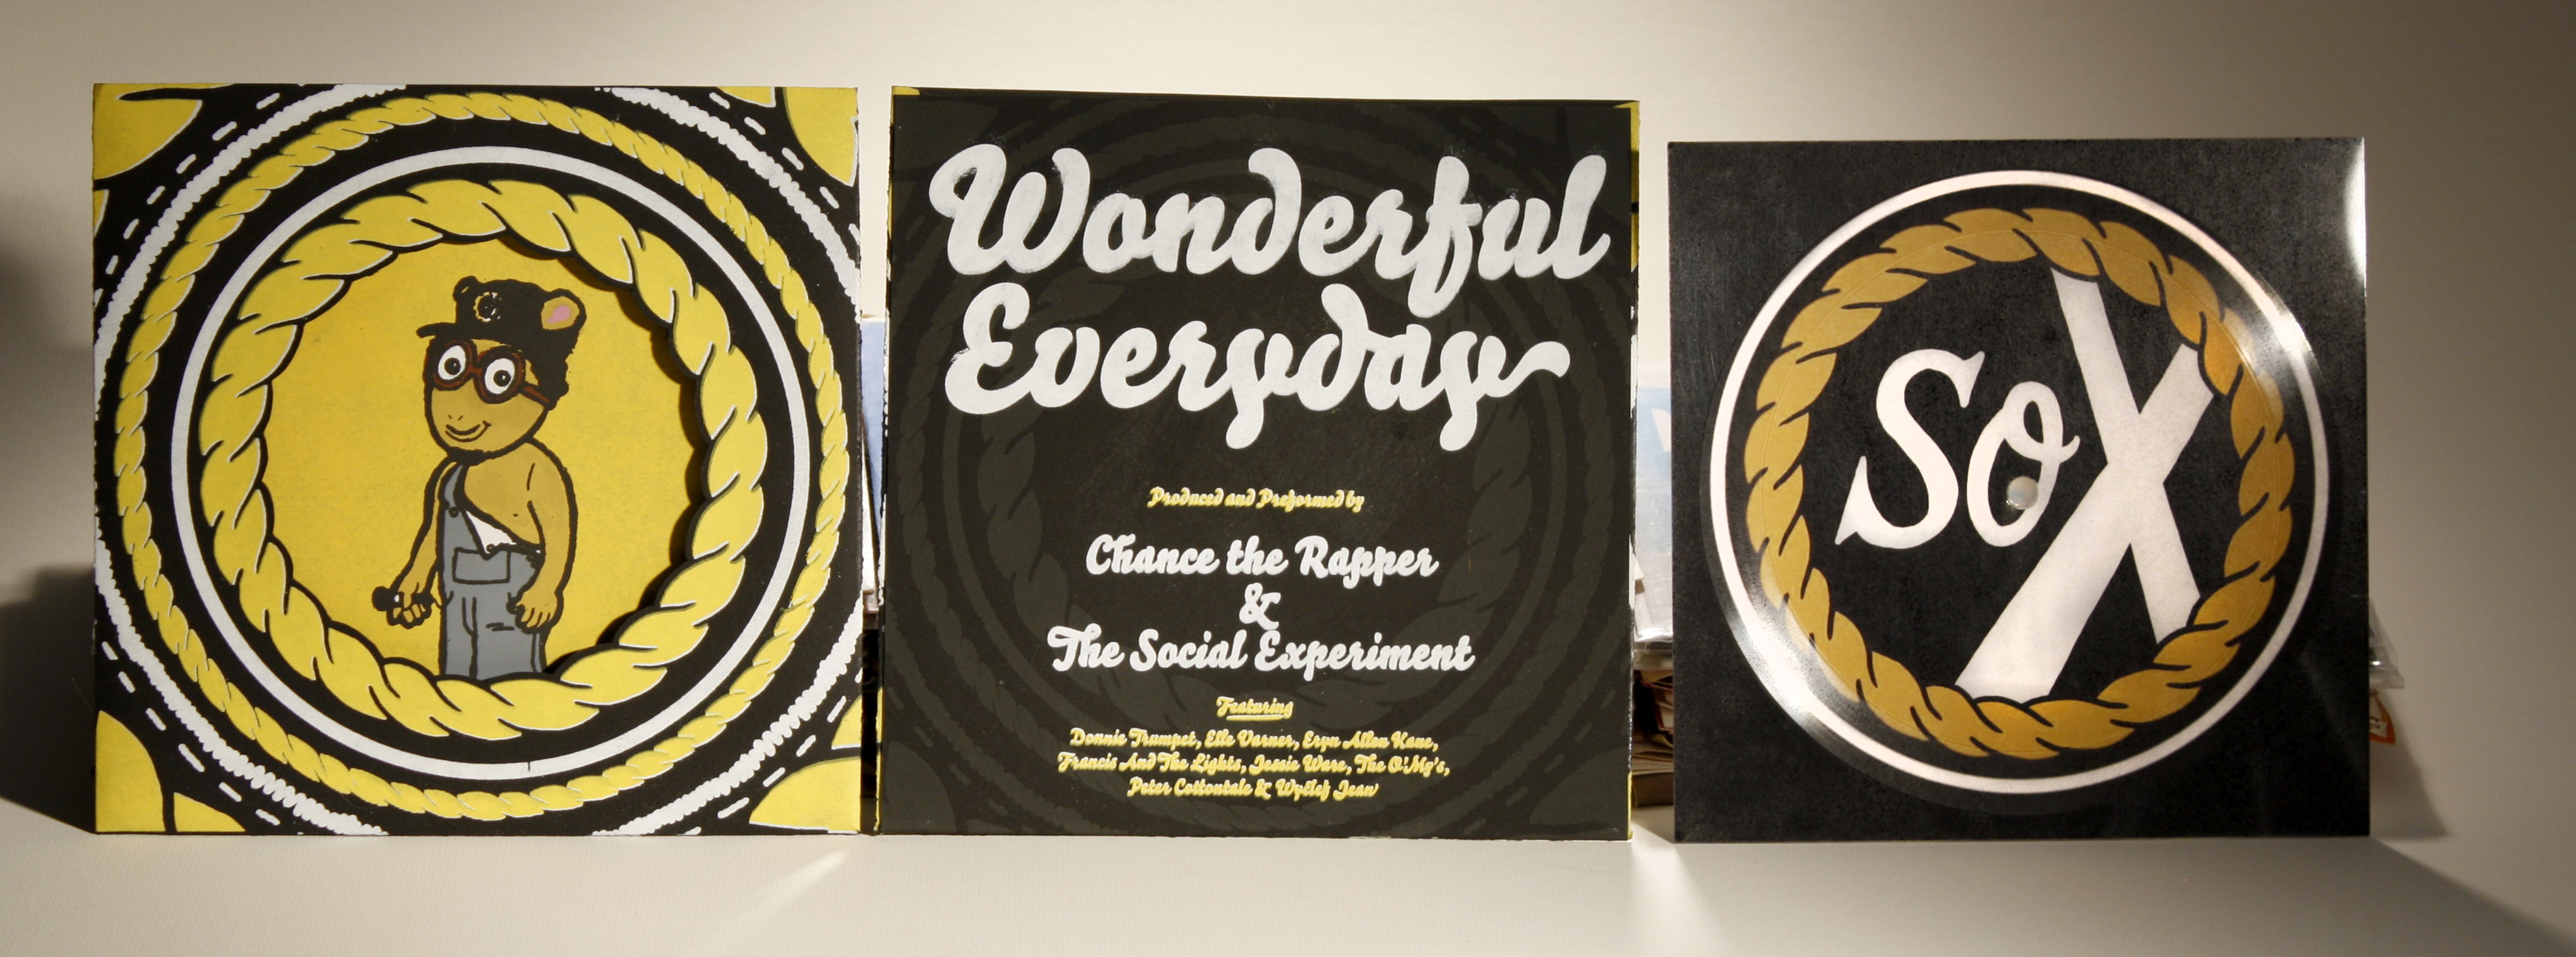 Wonderful
Everyday
Produced and Preformed by
Chance the Rapper
&
The Social Experiment
Featuring
Donnie Trumpet, Elle Varner, Eryn Allen Kane,
Francis And The Lights, Jessie Ware, The O'My's,
Peter Cottontale & Wyclef Jean
SOX